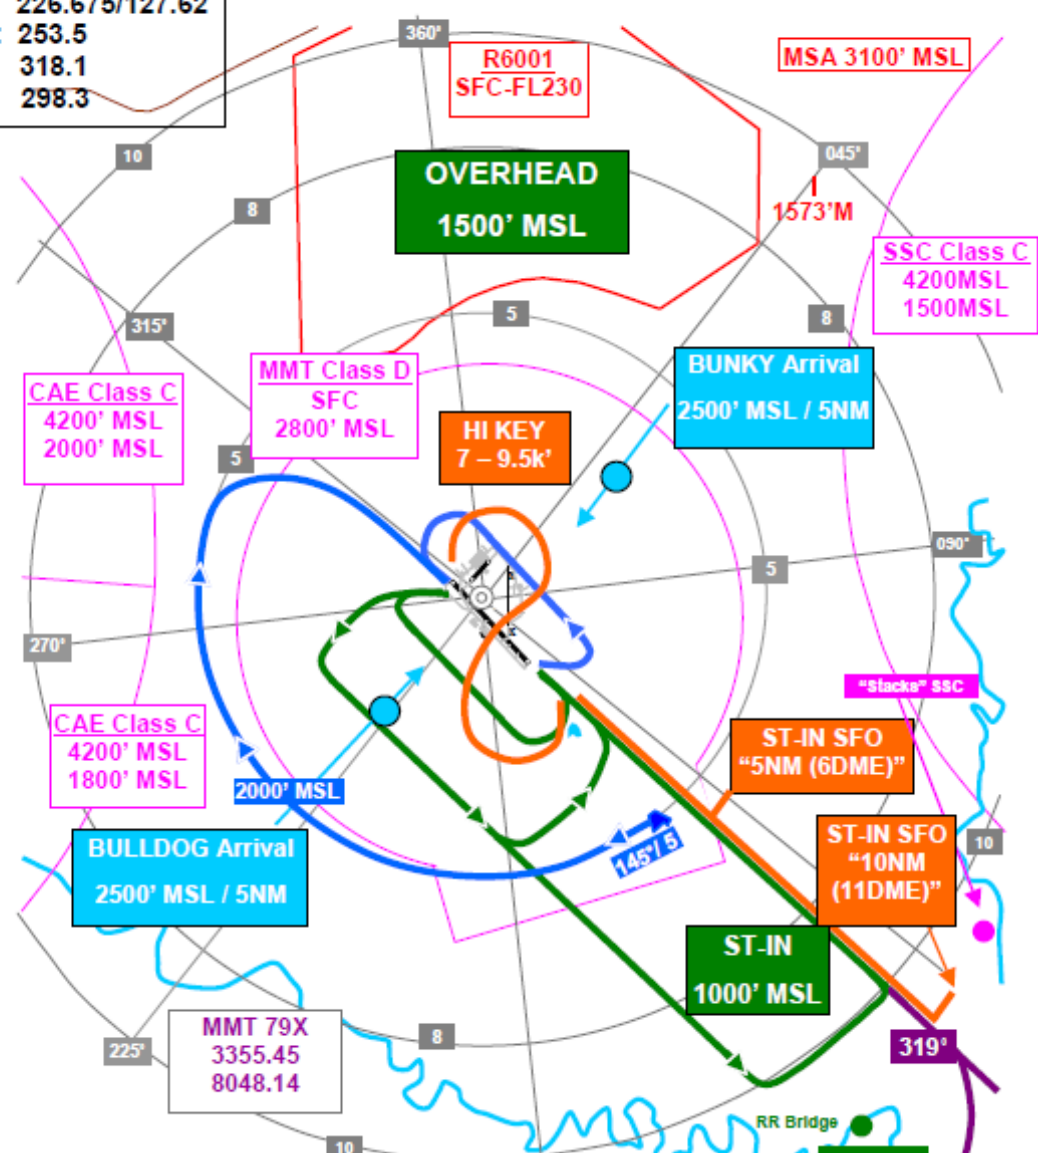 226.675/127.62
253.5
318.1
298.3
360°
R6001
SFC-FL230
MSA 3100' MSL
10
045°
OVERHEAD
1500' MSL
8
1573'M
SSC Class C
4200MSL
1500MSL
315°
5
8
MMT Class D
SFC
2800' MSL
BUNKY Arrival
2500' MSL / 5NM
CAE Class C
4200' MSL
2000' MSL
HI KEY
7 – 9.5k'
5
090°
5
270°
"Stacks" SSC
CAE Class C
4200' MSL
1800' MSL
ST-IN SFO
"5NM (6DME)"
2000' MSL
BULLDOG Arrival
2500' MSL / 5NM
145°/ 5
ST-IN SFO
"10NM
(11DME)"
10
ST-IN
1000' MSL
MMT 79X
3355.45
8048.14
225°
8
319°
RR Bridge
10